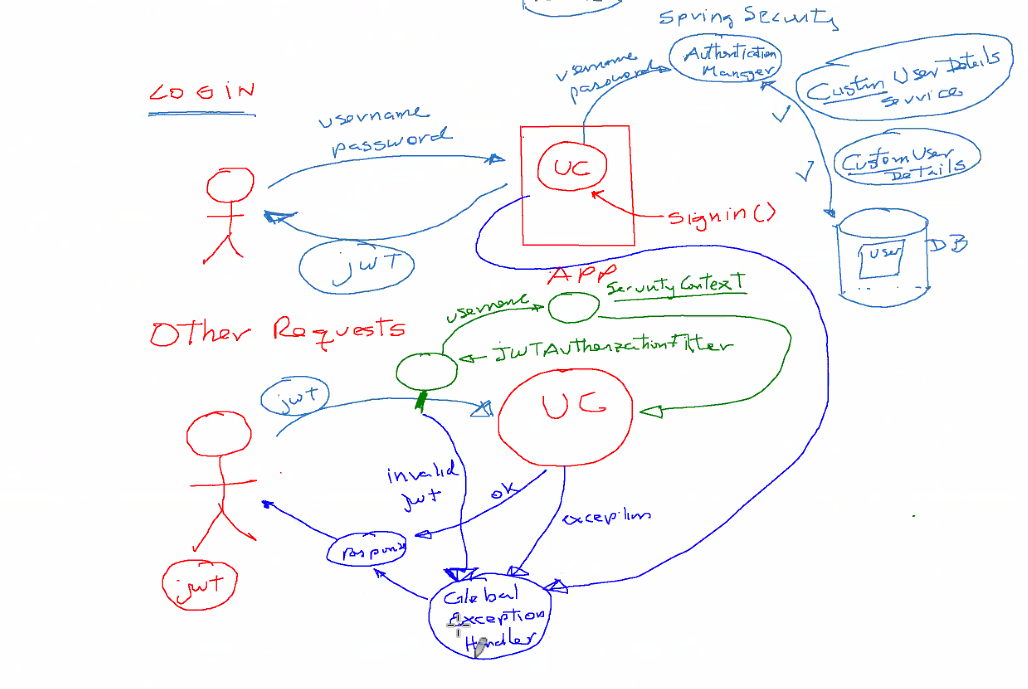 Spring Security
Authentication
Manager
username
password
Custom User Details
Service
LOGIN
username
password
UC
Custom User
Details
signin()
User
DB
jwt
APP
Security Context
username
Other Requests
JWTAuthorizationFilter
jwt
UC
invalid
jwt
ok
exception
Response
jwt
Global
Exception
Handler